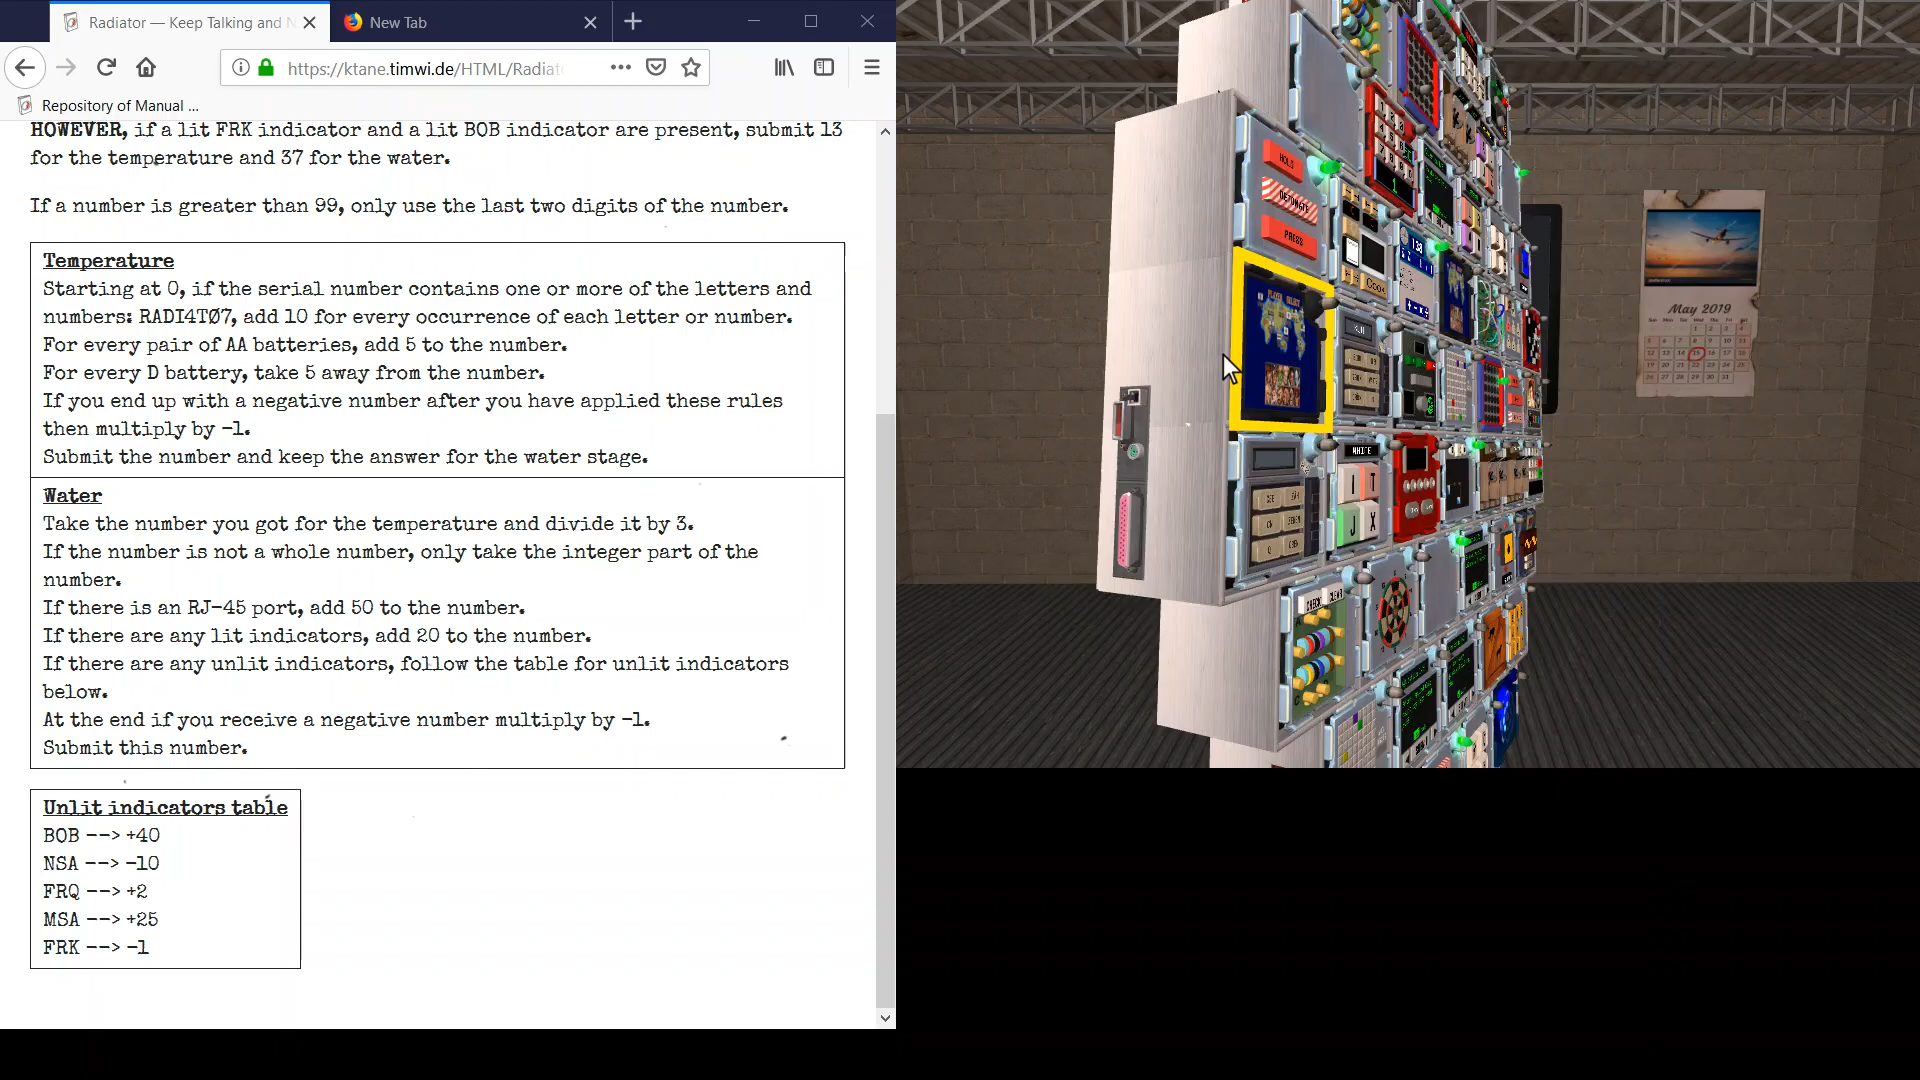 Radiator — Keep Talking and N
New Tab
https://ktane.timwi.de/HTML/Radiat
Repository of Manual ...
HOWEVER, if a lit FRK indicator and a lit BOB indicator are present, submit 13
for the temperature and 37 for the water.
If a number is greater than 99, only use the last two digits of the number.
Temperature
Starting at 0, if the serial number contains one or more of the letters and
numbers: RADI4TØ7, add 10 for every occurrence of each letter or number.
For every pair of AA batteries, add 5 to the number.
For every D battery, take 5 away from the number.
If you end up with a negative number after you have applied these rules
then multiply by -1.
Submit the number and keep the answer for the water stage.
Water
Take the number you got for the temperature and divide it by 3.
If the number is not a whole number, only take the integer part of the
number.
If there is an RJ-45 port, add 50 to the number.
If there are any lit indicators, add 20 to the number.
If there are any unlit indicators, follow the table for unlit indicators
below.
At the end if you receive a negative number multiply by -1.
Submit this number.
Unlit indicators table
BOB --> +40
NSA --> -10
FRQ --> +2
MSA --> +25
FRK --> -1
HOLD
DETONATE
PRESS
PLAYER SELECT
Cook
138
WHITE
I T
J X
CHECK CLEAR
May 2019